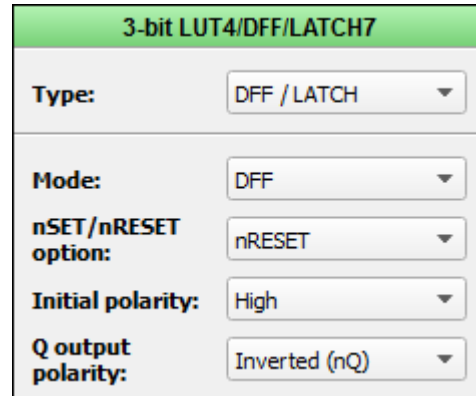 3-bit LUT4/DFF/LATCH7
Type: DFF / LATCH
Mode: DFF
nSET/nRESET
option: nRESET
Initial polarity: High
Q output
polarity: Inverted (nQ)